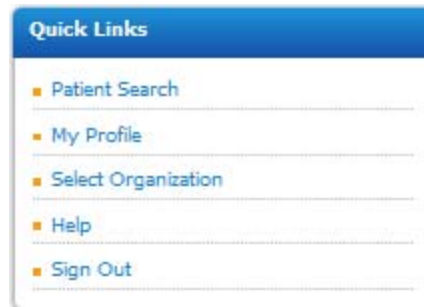 Quick Links
Patient Search
My Profile
Select Organization
Help
Sign Out